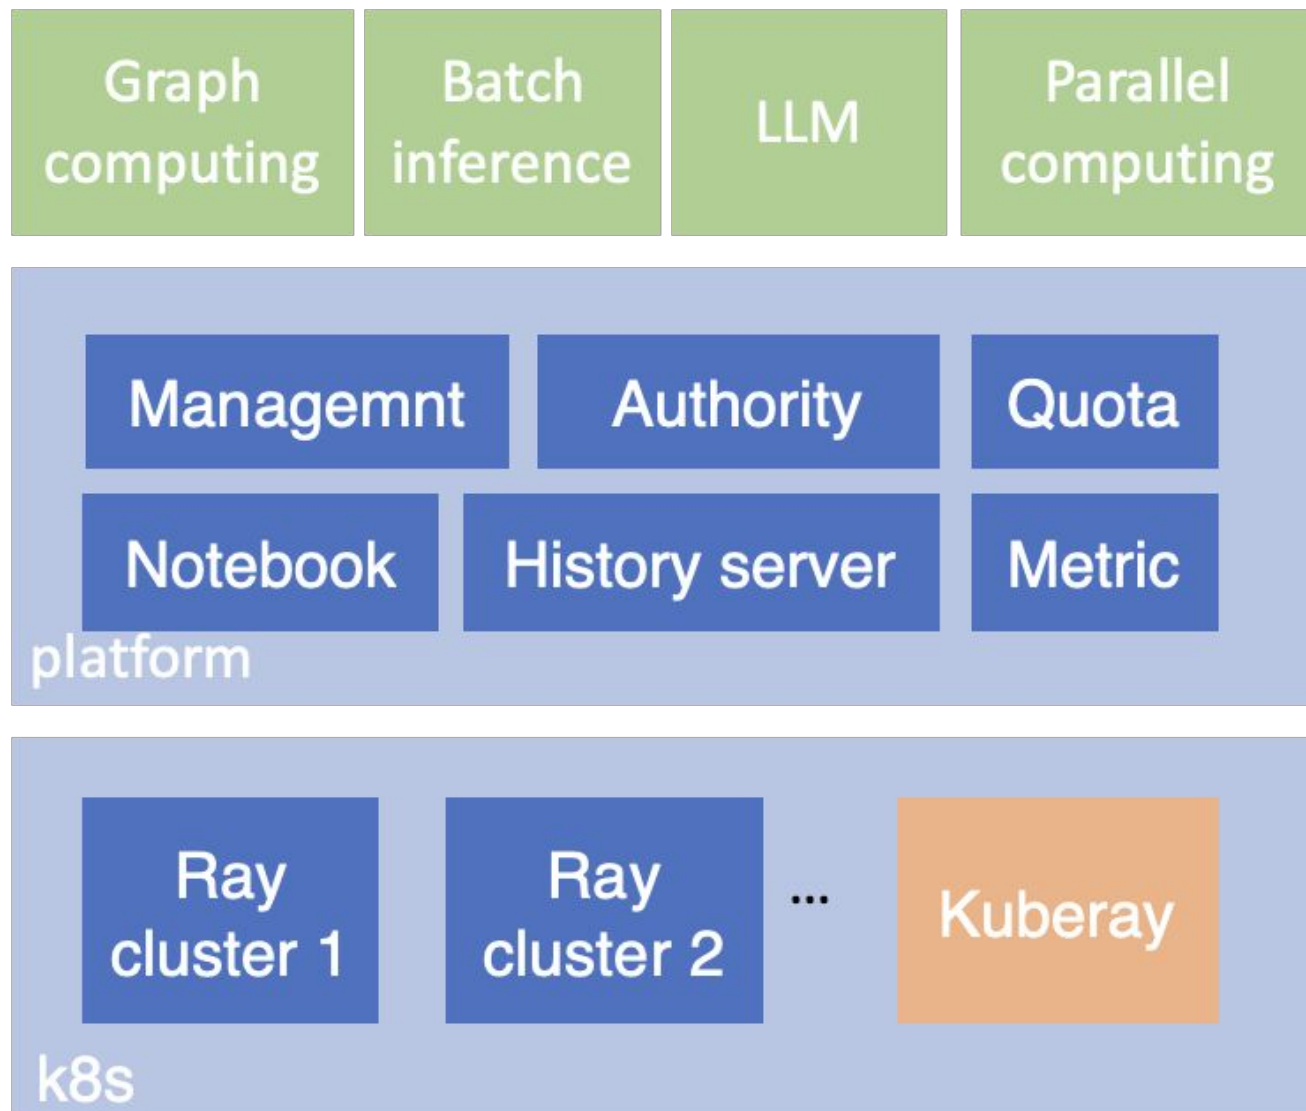 Graph
computing
Batch
inference
LLM
Parallel
computing
Managemnt
Authority
Quota
Notebook
History server
Metric
platform
Ray
cluster 1
Ray
cluster 2
...
Kuberay
k8s